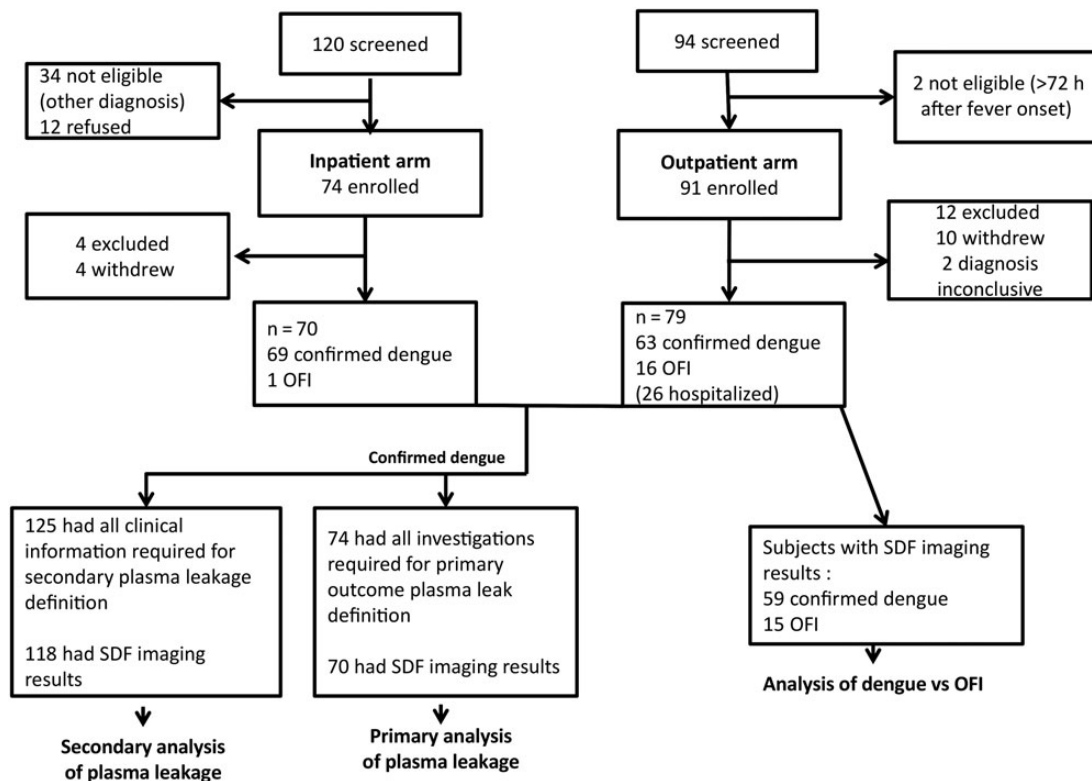 120 screened
94 screened
34 not eligible
(other diagnosis)
12 refused
2 not eligible (>72 h
after fever onset)
Inpatient arm
74 enrolled
Outpatient arm
91 enrolled
4 excluded
4 withdrew
12 excluded
10 withdrew
2 diagnosis
inconclusive
n = 70
69 confirmed dengue
1 OFI
n = 79
63 confirmed dengue
16 OFI
(26 hospitalized)
Confirmed dengue
125 had all clinical
information required for
secondary plasma leakage
definition
118 had SDF imaging
results
74 had all investigations
required for primary
outcome plasma leak
definition
70 had SDF imaging results
Subjects with SDF imaging
results :
59 confirmed dengue
15 OFI
Secondary analysis
of plasma leakage
Primary analysis
of plasma leakage
Analysis of dengue vs OFI